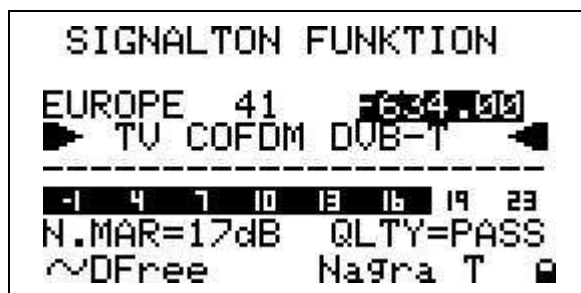 SIGNALTON FUNKTION
EUROPE 41 F634.00
TV COFDM DVB-T
-1 4 7 10 13 16 19 23
N.MAR=17dB QLTY=PASS
~DFree Nagra T